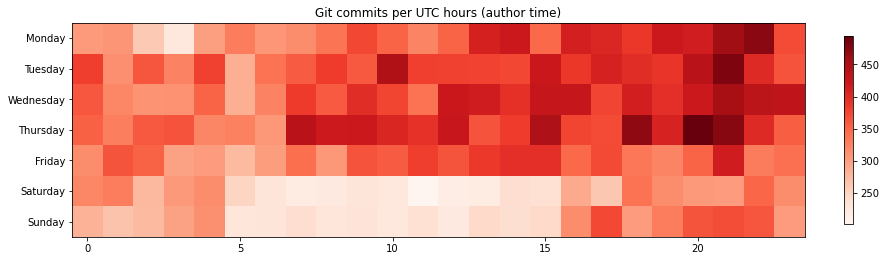 Git commits per UTC hours (author time)
Monday
Tuesday
Wednesday
Thursday
Friday
Saturday
Sunday
0 5 10 15 20
450
400
350
300
250